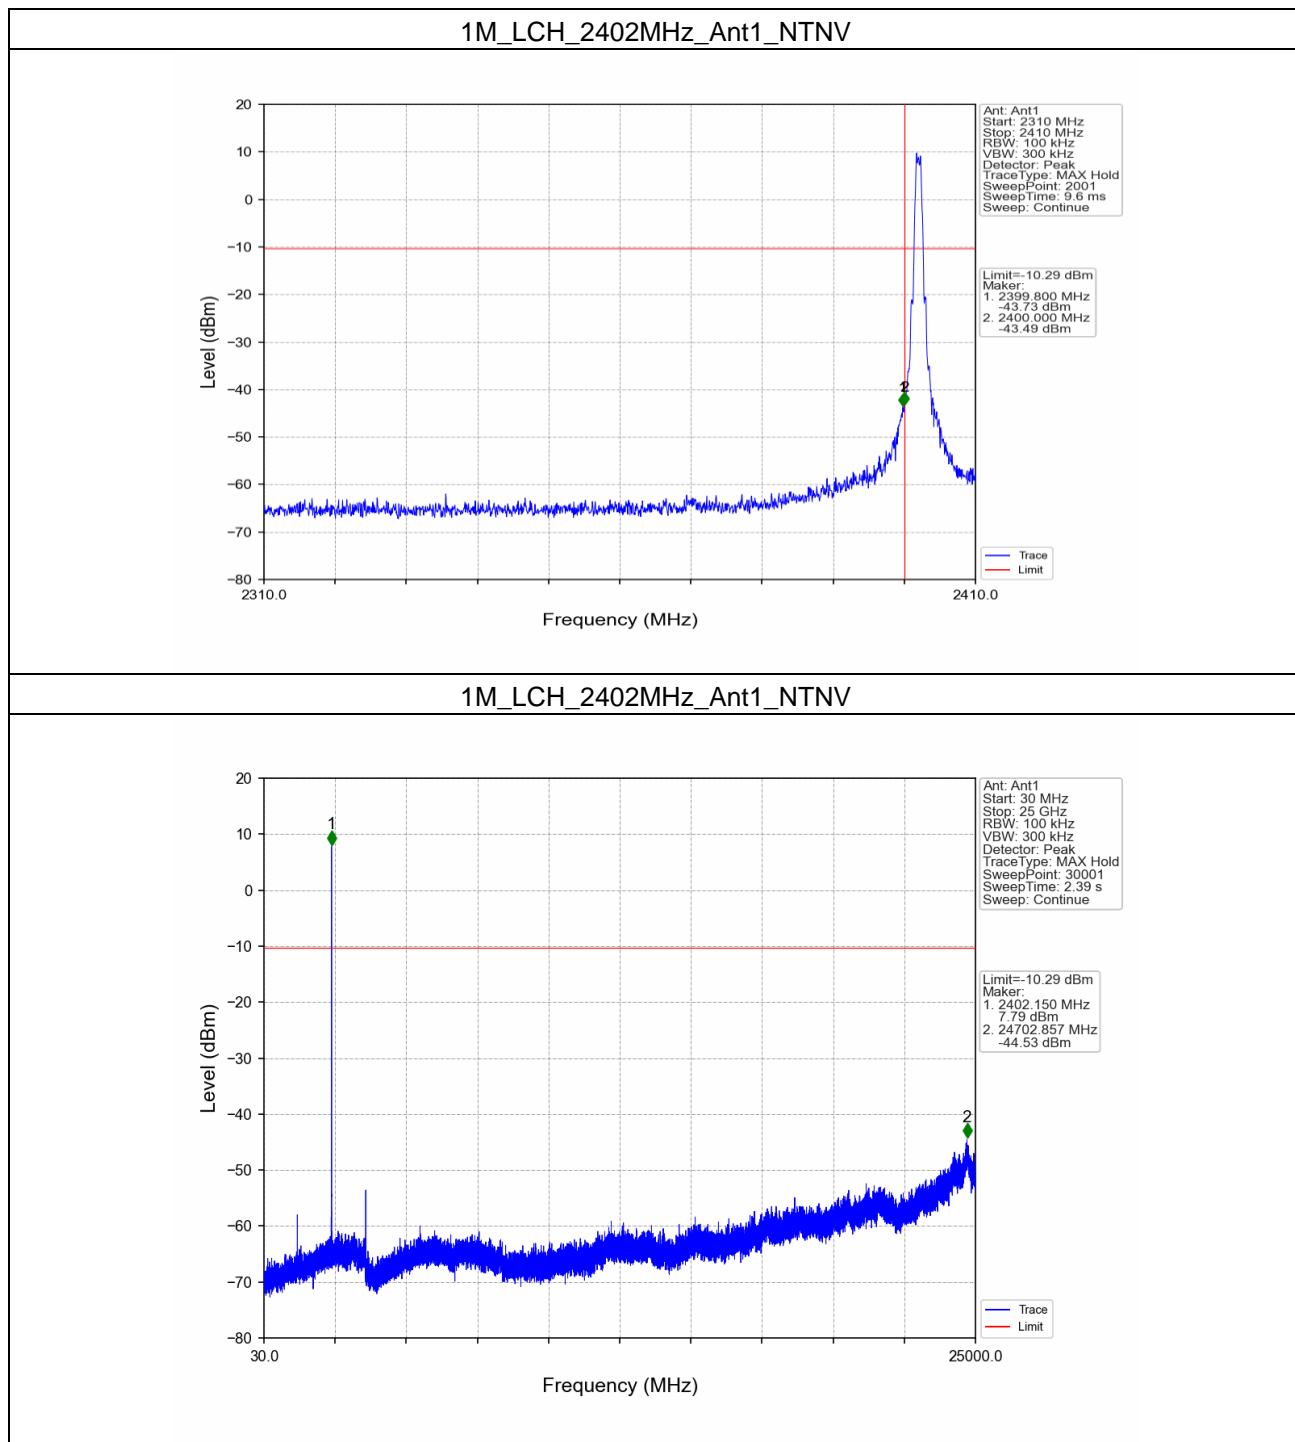 1M_LCH_2402MHz_Ant1_NTNV
20
10
0
−10
−20
−30
−40
−50
−60
−70
−80
Level (dBm)
2310.0
2410.0
Frequency (MHz)
1
2
Ant: Ant1
Start: 2310 MHz
Stop: 2410 MHz
RBW: 100 kHz
VBW: 300 kHz
Detector: Peak
TraceType: MAX Hold
SweepPoint: 2001
SweepTime: 9.6 ms
Sweep: Continue
Limit=-10.29 dBm
Maker:
1. 2399.800 MHz
-43.73 dBm
2. 2400.000 MHz
-43.49 dBm
Trace
Limit
1M_LCH_2402MHz_Ant1_NTNV
20
10
0
−10
−20
−30
−40
−50
−60
−70
−80
Level (dBm)
30.0
25000.0
Frequency (MHz)
1
2
Ant: Ant1
Start: 30 MHz
Stop: 25 GHz
RBW: 100 kHz
VBW: 300 kHz
Detector: Peak
TraceType: MAX Hold
SweepPoint: 30001
SweepTime: 2.39 s
Sweep: Continue
Limit=-10.29 dBm
Maker:
1. 2402.150 MHz
7.79 dBm
2. 24702.857 MHz
-44.53 dBm
Trace
Limit